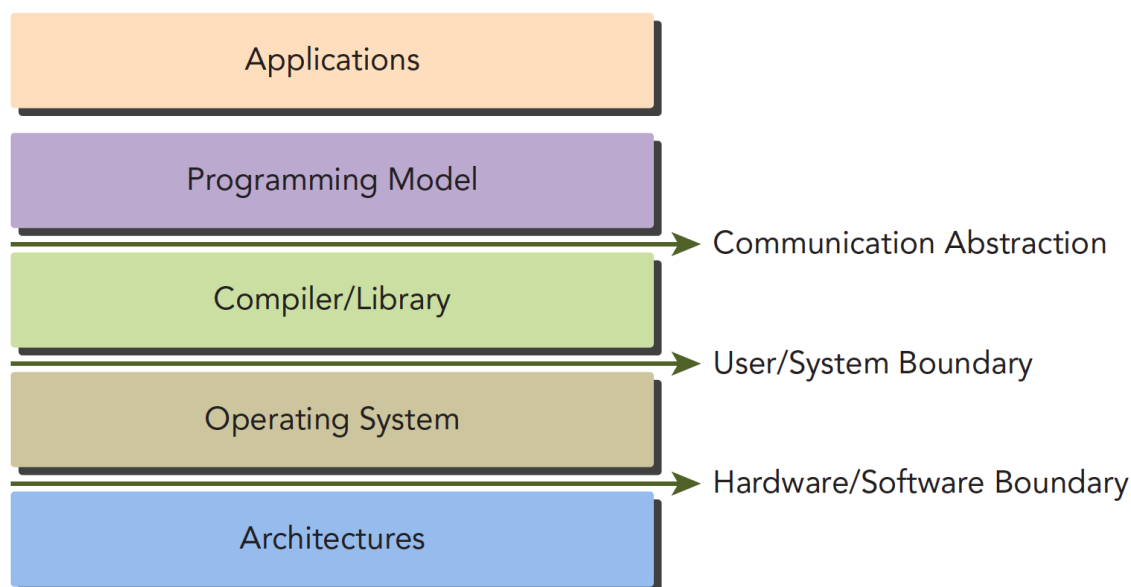 Applications
Programming Model
Communication Abstraction
Compiler/Library
User/System Boundary
Operating System
Hardware/Software Boundary
Architectures